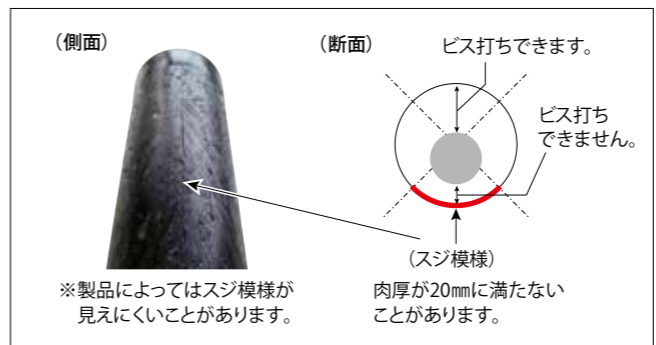 （側面）
（断面）
ビス打ちできます。
ビス打ち
できません。
（スジ模様）
※製品によってはスジ模様が
見えにくいことがあります。
肉厚が20㎜に満たない
ことがあります。